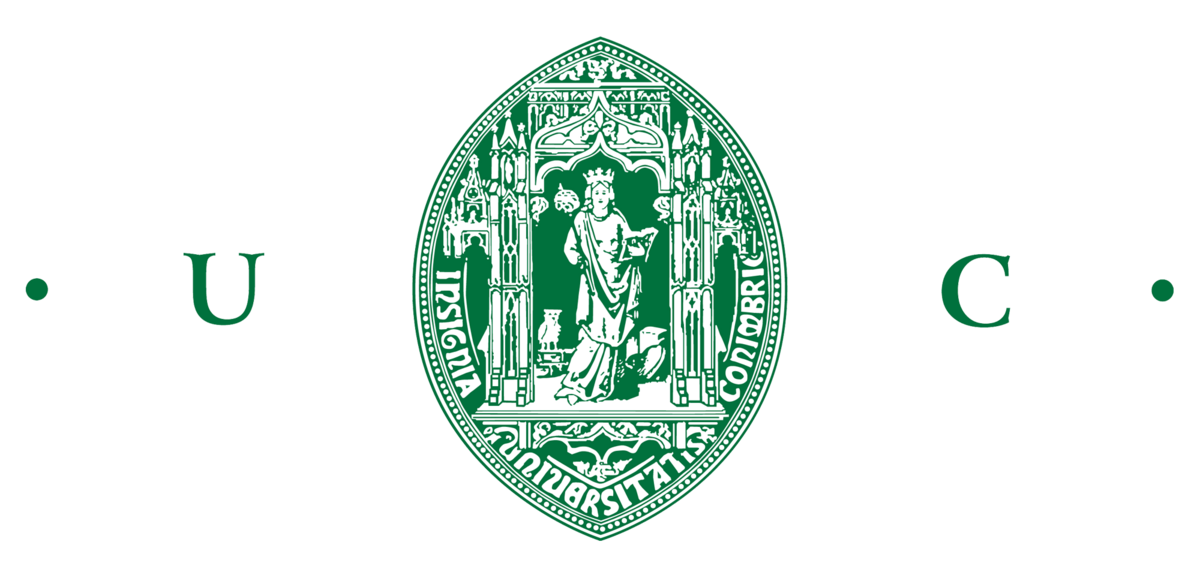 · U C ·
INSIGNIA
UNIVERSITATIS
CONIMBRIC